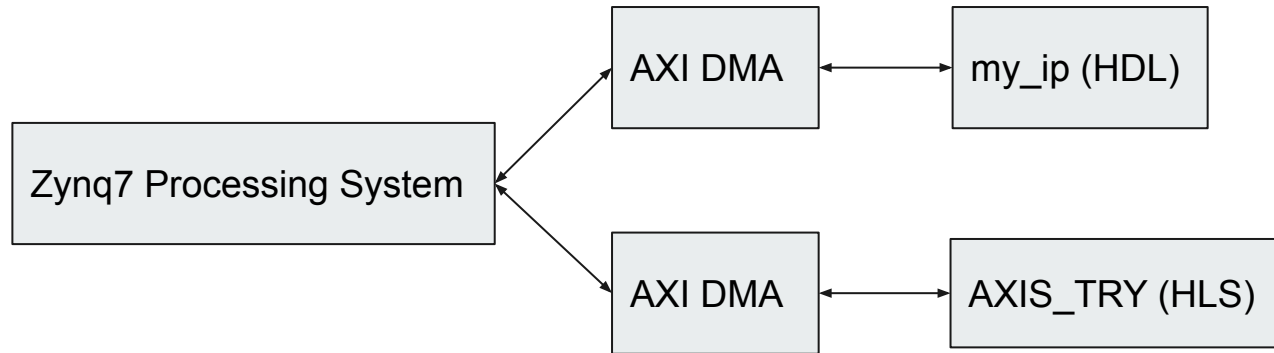 AXI DMA
my_ip (HDL)
Zynq7 Processing System
AXI DMA
AXIS_TRY (HLS)